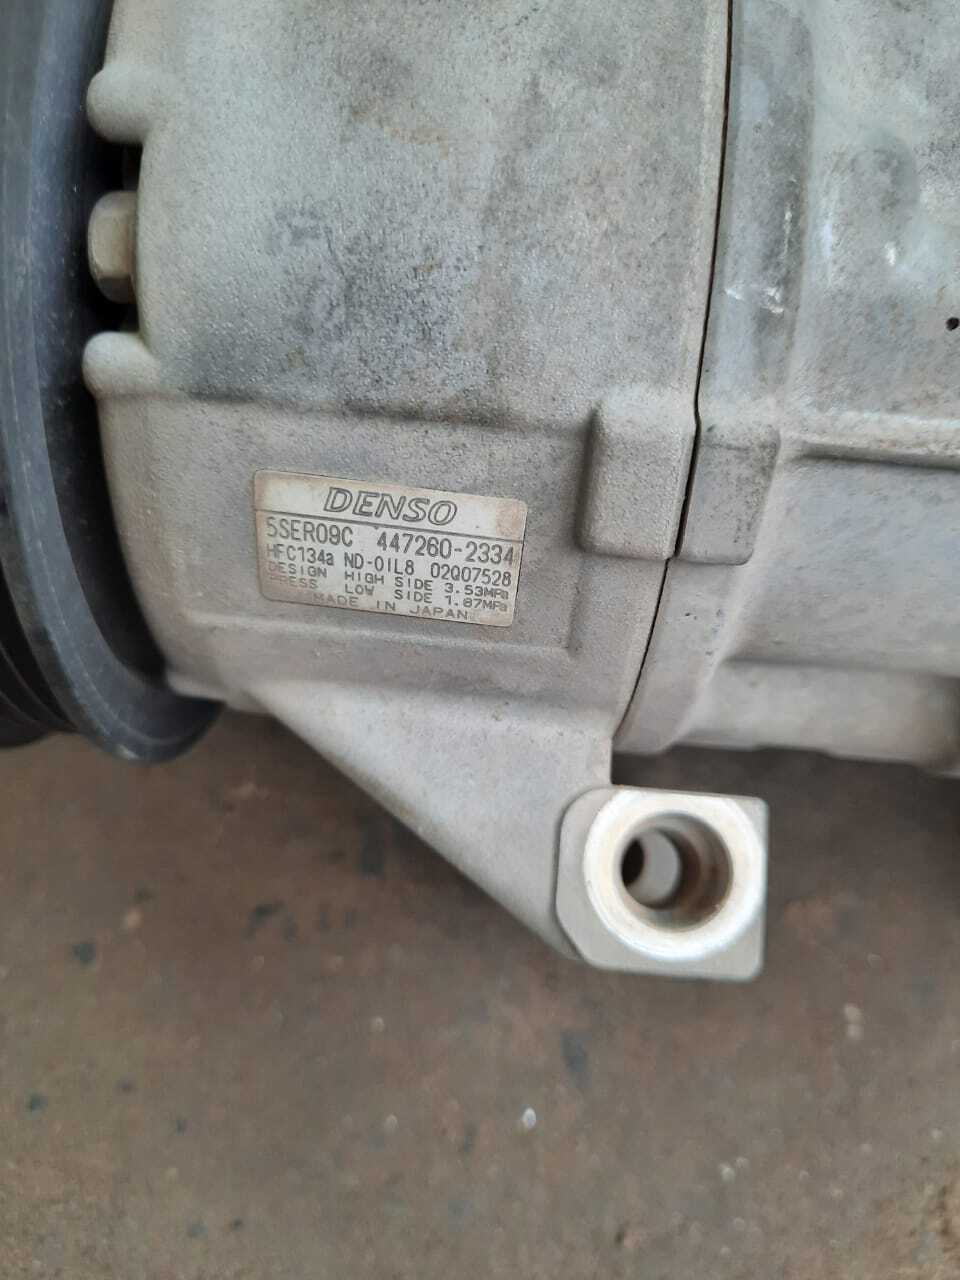 DENSO
5SER09C 447260-2334
HFC134a ND-OIL8 02Q07528
DESIGN HIGH SIDE 3.53MPa
PRESS LOW SIDE 1.67MPa
MADE IN JAPAN